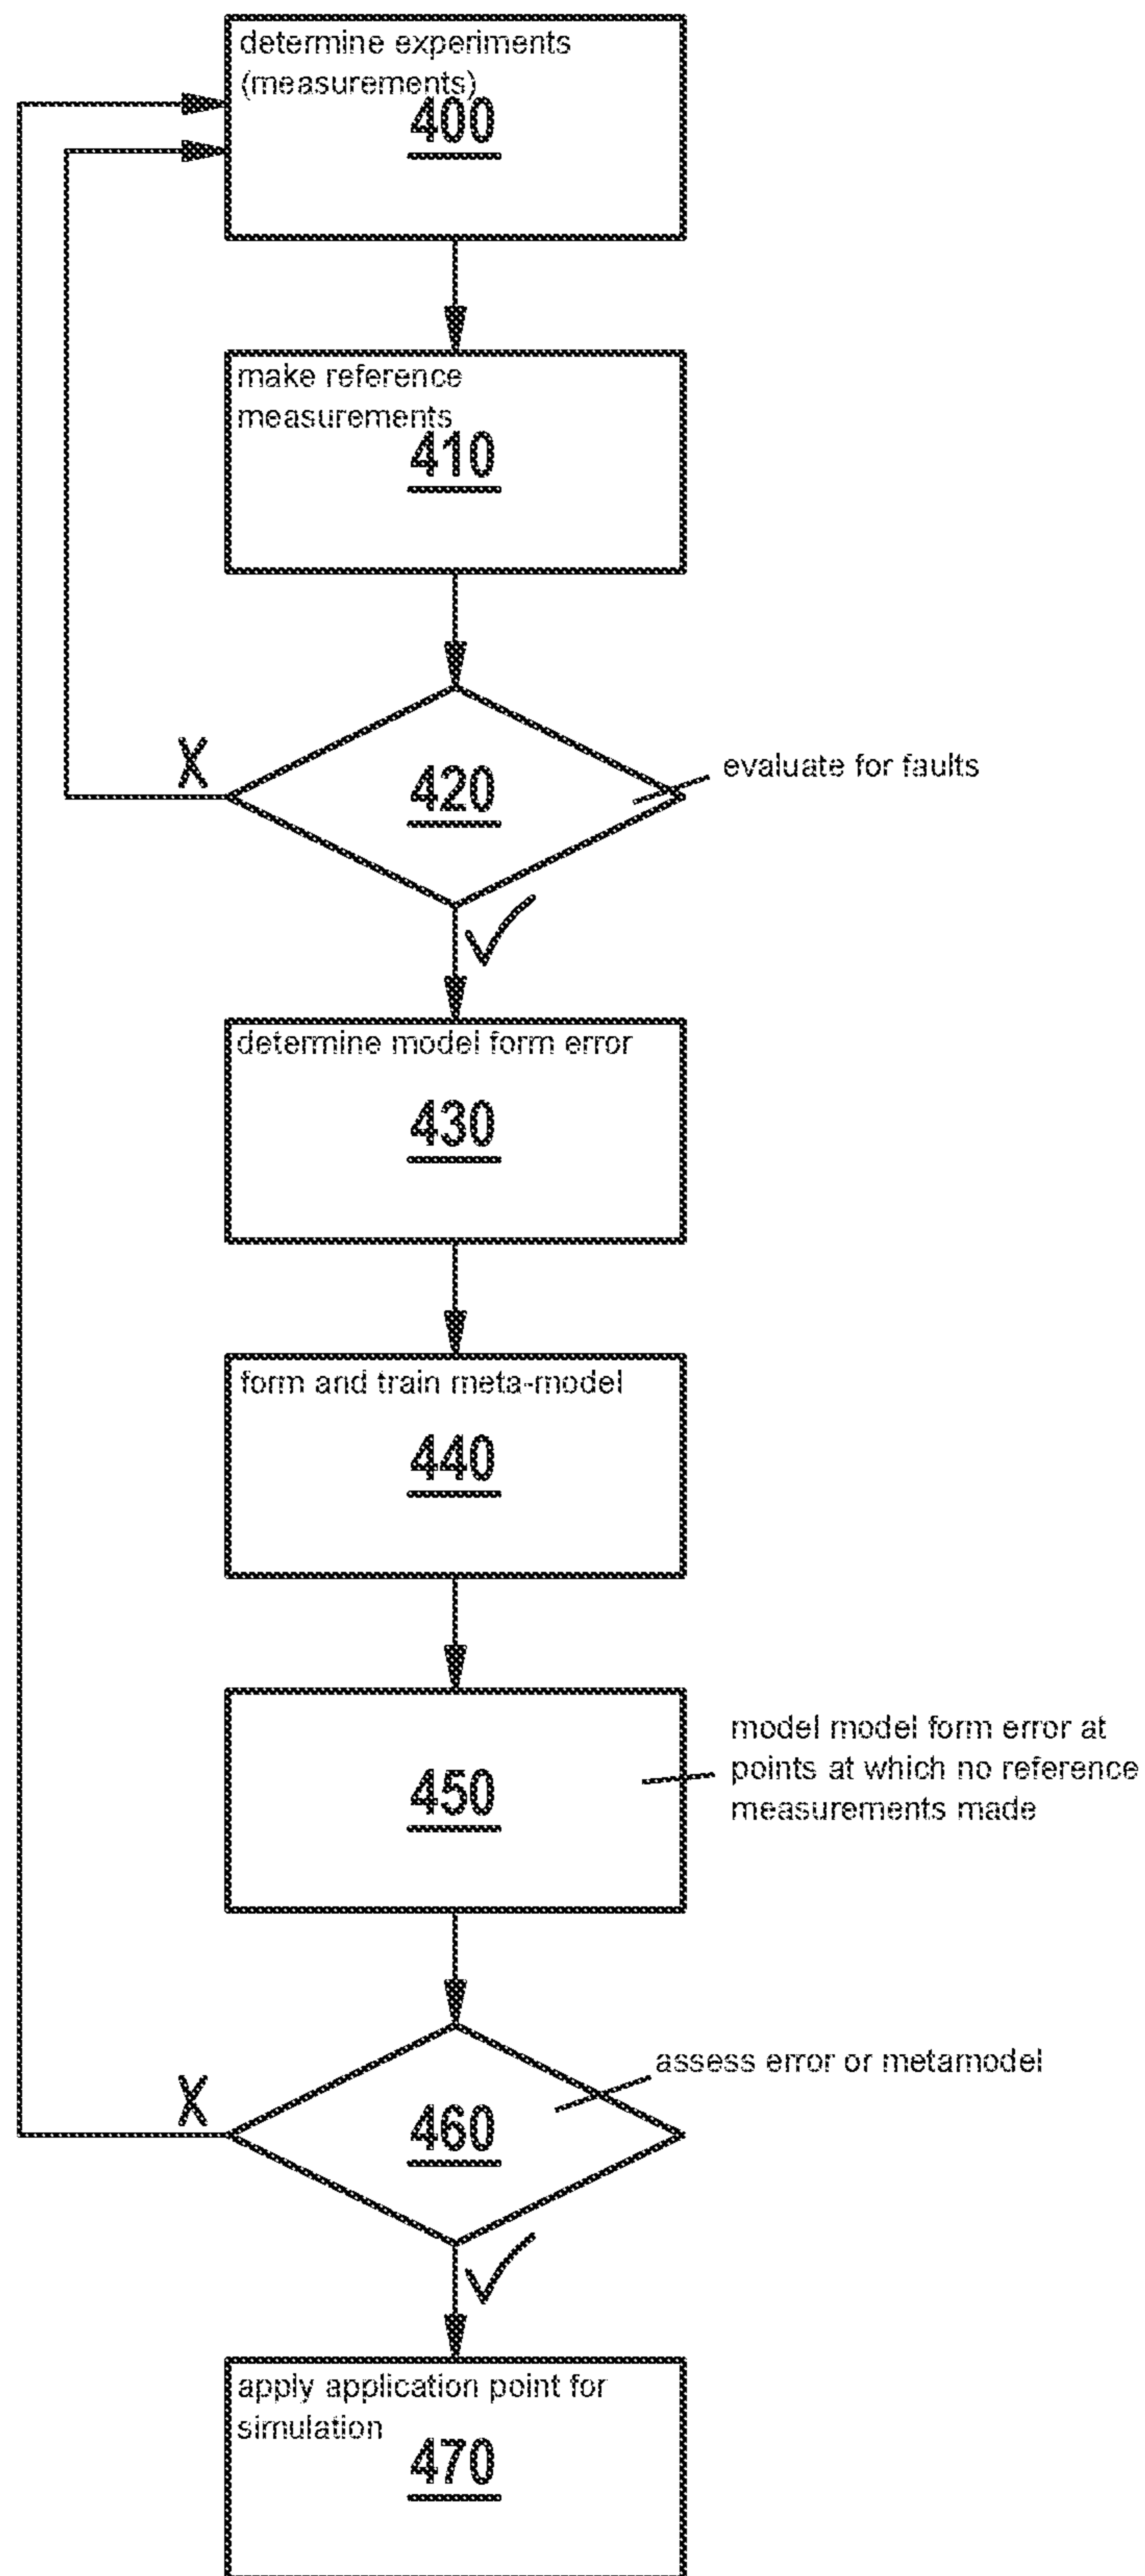 determine experiments
(measurements)
400
make reference
measurements
410
X
420
evaluate for faults
determine model form error
430
form and train meta-model
440
450
model model form error at
points at which no reference
measurements made
assess error or metamodel
X
460
apply application point for
simulation
470